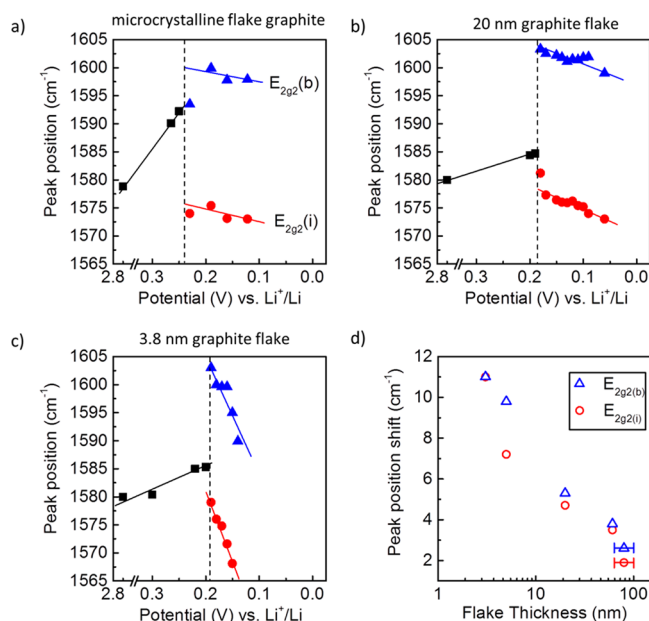 microcrystalline flake graphite
20 nm graphite flake
a)
b)
1605
1600
1595
1590
1585
1580
1575
1570
1565
Peak position (cm⁻¹)
E₂g₂(b)
E₂g₂(i)
2.8 0.3 0.2 0.1 0.0
Potential (V) vs. Li⁺/Li
1605
1600
1595
1590
1585
1580
1575
1570
1565
Peak position (cm⁻¹)
2.8 0.2 0.1 0.0
Potential (V) vs. Li⁺/Li
c)
3.8 nm graphite flake
d)
1605
1600
1595
1590
1585
1580
1575
1570
1565
Peak position (cm⁻¹)
2.8 0.3 0.2 0.1 0.0
Potential (V) vs. Li⁺/Li
12
10
8
6
4
2
Peak position shift (cm⁻¹)
E₂g₂(b)
E₂g₂(i)
1 10 100
Flake Thickness (nm)